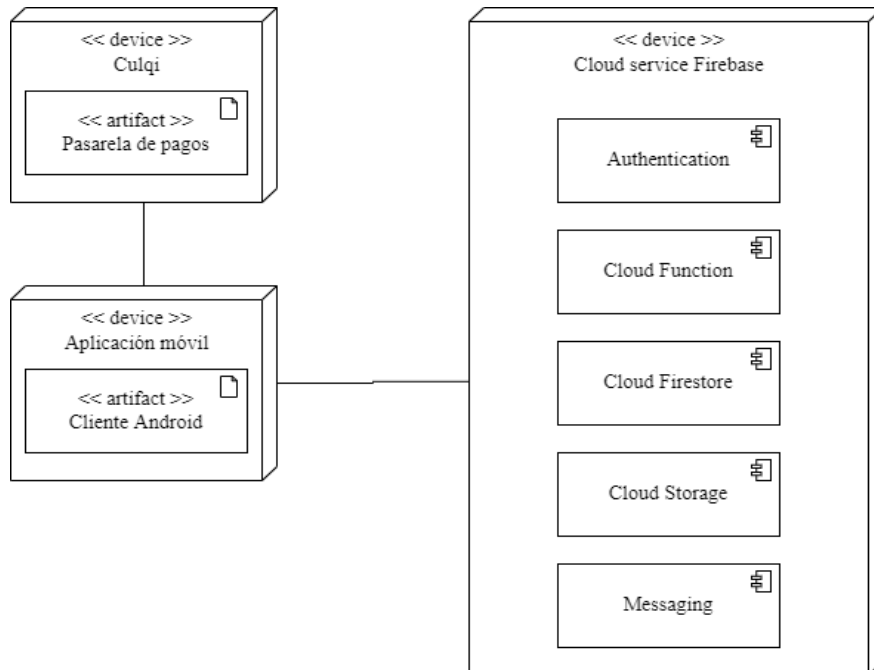 << device >>
Culqi
<< artifact >>
Pasarela de pagos
<< device >>
Aplicación móvil
<< artifact >>
Cliente Android
<< device >>
Cloud service Firebase
Authentication
Cloud Function
Cloud Firestore
Cloud Storage
Messaging